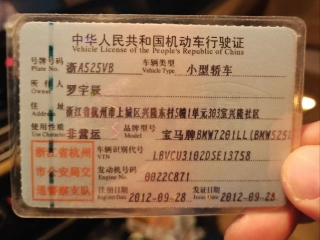 中华人民共和国机动车行驶证
Vehicle License of the People's Republic of China
号牌号码 浙A525VB 车辆类型 小型轿车
Plate No. Vehicle Type
所有人 罗宇辰
Owner
住址 浙江省杭州市上城区兴隆东村5幢1单元303室兴隆社区
使用性质 非营运 品牌型号 宝马牌BMW7201LL(BMW525L
Use Character Model
浙江省杭州
市公安局交
通警察支队
车辆识别代号 LBVCU3102DSE13758
VIN
发动机号码 0022C871
Engine No.
注册日期 2012-09-28 发证日期 2012-09-28
Register Date Issue Date